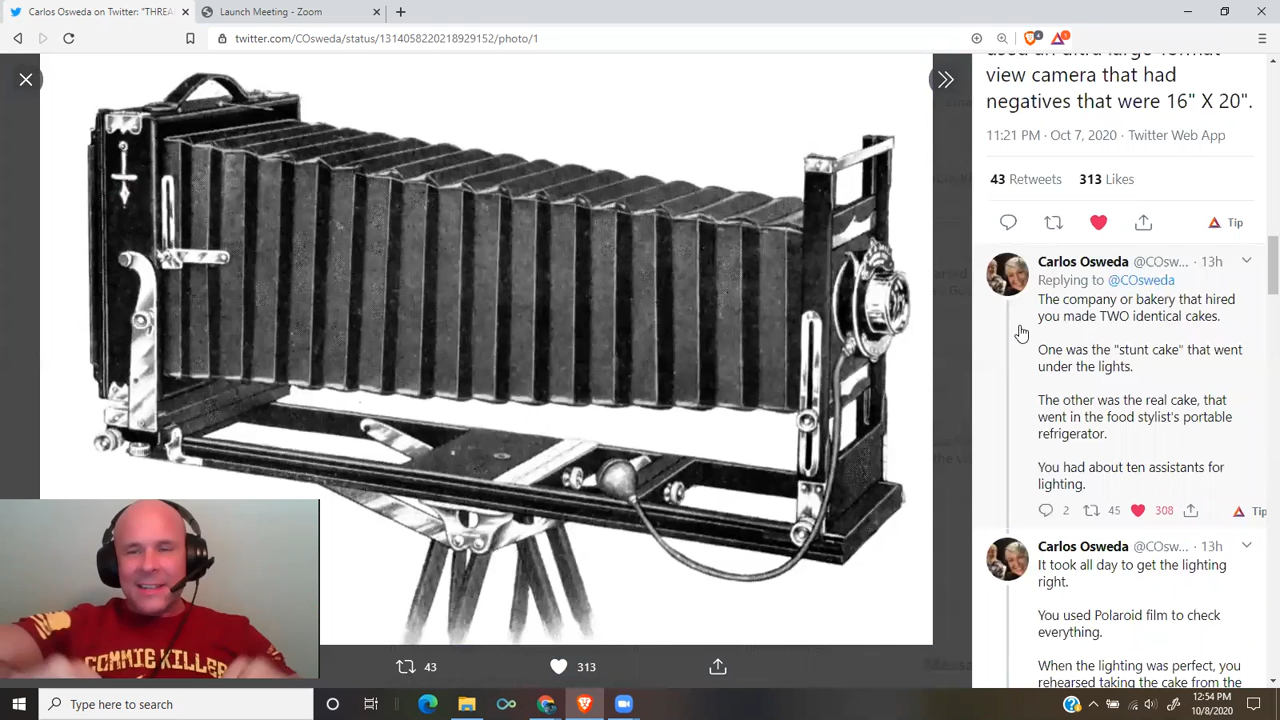 Carlos Osweda on Twitter: "THREA
Launch Meeting - Zoom
twitter.com/COsweda/status/1314058220218929152/photo/1
used an ultra large format
view camera that had
negatives that were 16" X 20".
11:21 PM · Oct 7, 2020 · Twitter Web App
43 Retweets 313 Likes
Tip
Carlos Osweda @COsw... · 13h
Replying to @COsweda
The company or bakery that hired
you made TWO identical cakes.
One was the "stunt cake" that went
under the lights.
The other was the real cake, that
went in the food stylist's portable
refrigerator.
You had about ten assistants for
lighting.
2 45 308 Tip
Carlos Osweda @COsw... · 13h
It took all day to get the lighting
right.
You used Polaroid film to check
everything.
When the lighting was perfect, you
rehearsed taking the cake from the
43 313
COMMIE KILLER
Type here to search
12:54 PM
10/8/2020